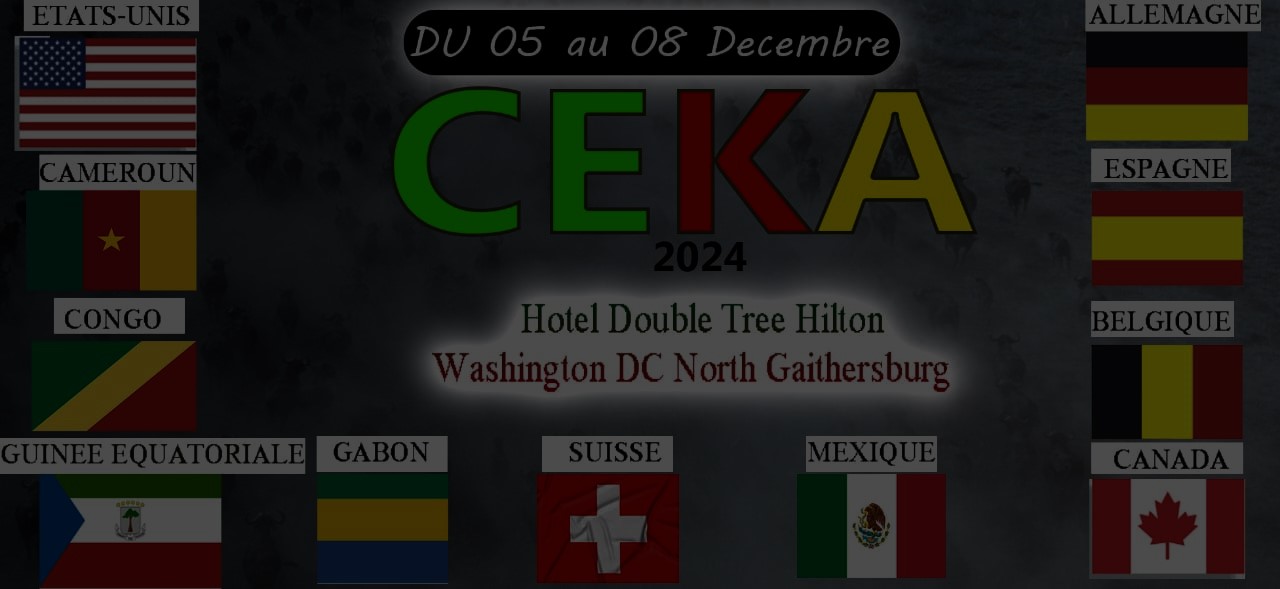 ETATS-UNIS
DU 05 au 08 Decembre
ALLEMAGNE
CEKA
CAMEROUN
ESPAGNE
2024
CONGO
Hotel Double Tree Hilton
BELGIQUE
Washington DC North Gaithersburg
GUINEE EQUATORIALE
GABON
SUISSE
MEXIQUE
CANADA